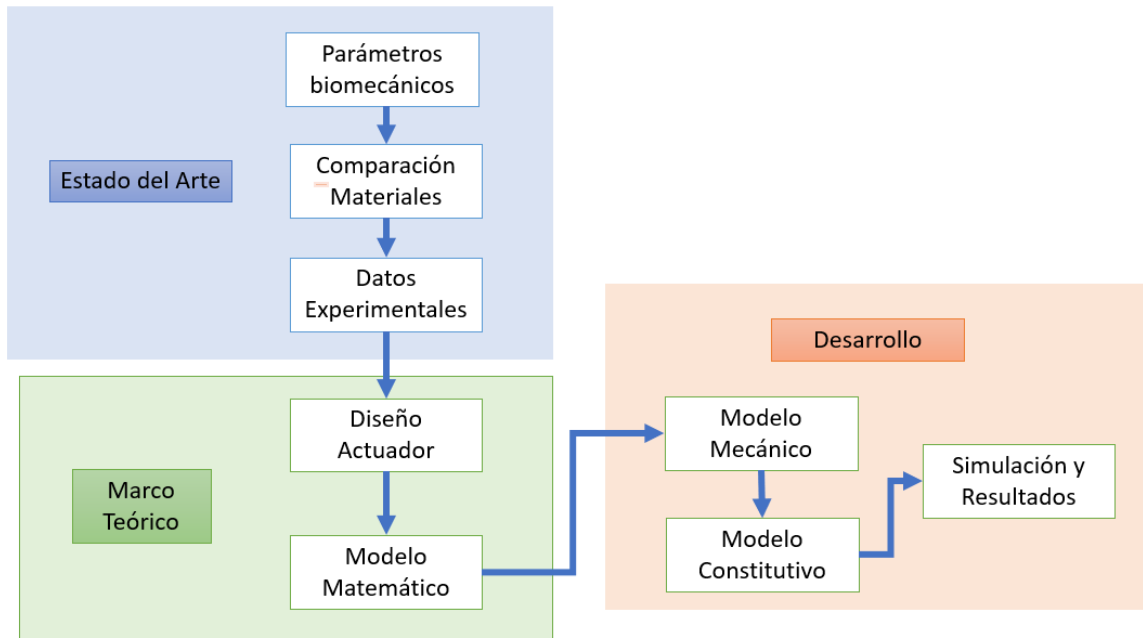 Parámetros
biomecánicos
Estado del Arte
Comparación
Materiales
Datos
Experimentales
Marco
Teórico
Diseño
Actuador
Modelo
Matemático
Desarrollo
Modelo
Mecánico
Modelo
Constitutivo
Simulación y
Resultados